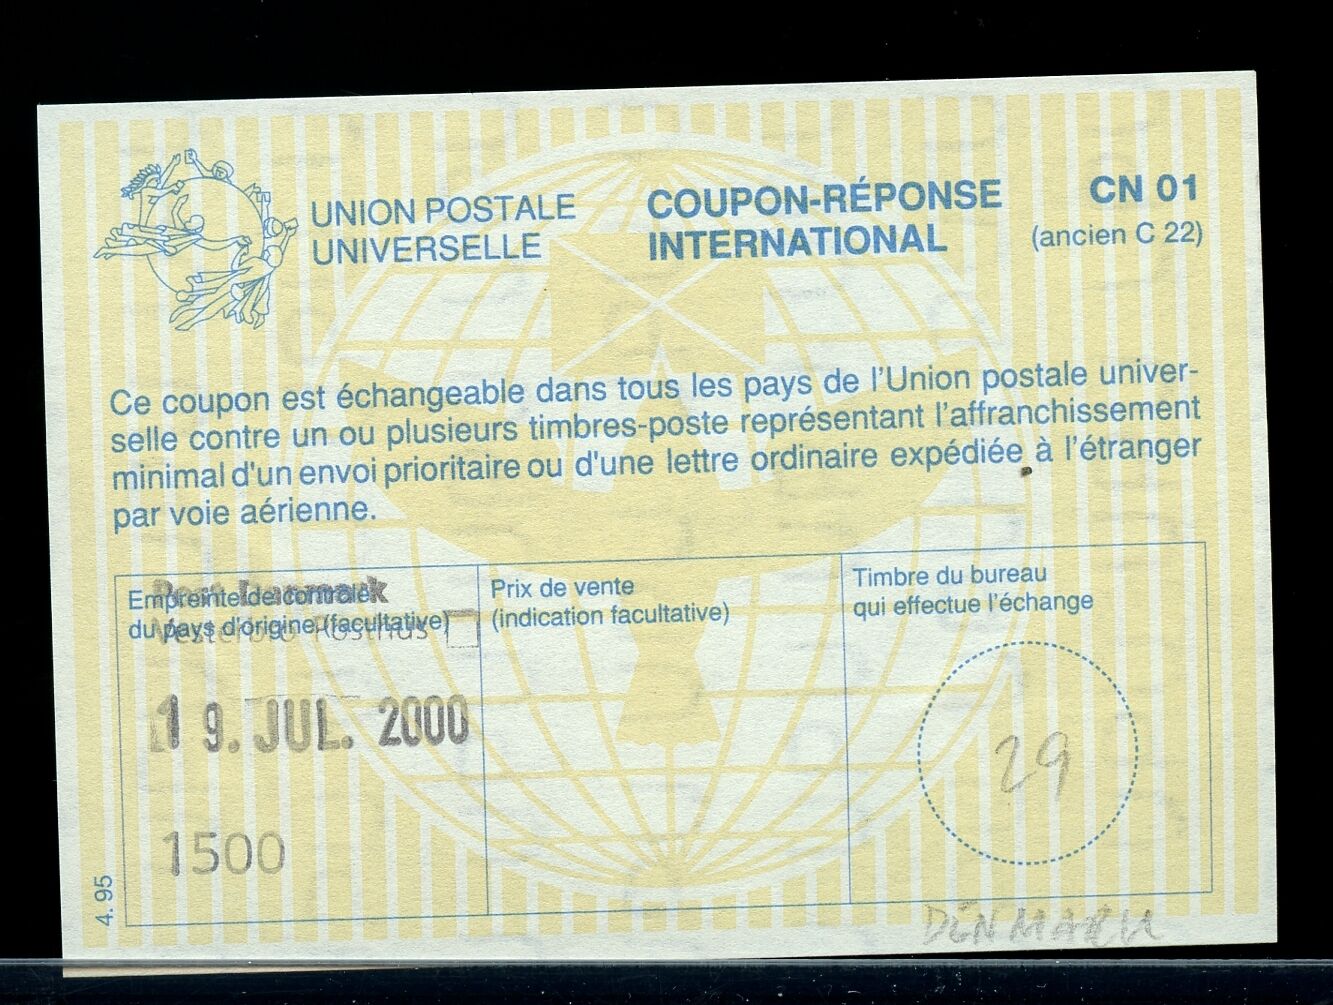 UNION POSTALE
UNIVERSELLE
COUPON-RÉPONSE
INTERNATIONAL
CN 01
(ancien C 22)
Ce coupon est échangeable dans tous les pays de l'Union postale univer-
selle contre un ou plusieurs timbres-poste représentant l'affranchissement
minimal d'un envoi prioritaire ou d'une lettre ordinaire expédiée à l'étranger
par voie aérienne.
Post Danmark
Empreinte de contrôle
du pays d'origine (facultative)
Vesterbro Posthus
19. JUL. 2000
1500
Prix de vente
(indication facultative)
Timbre du bureau
qui effectue l'échange
29
4.95
DENMARK